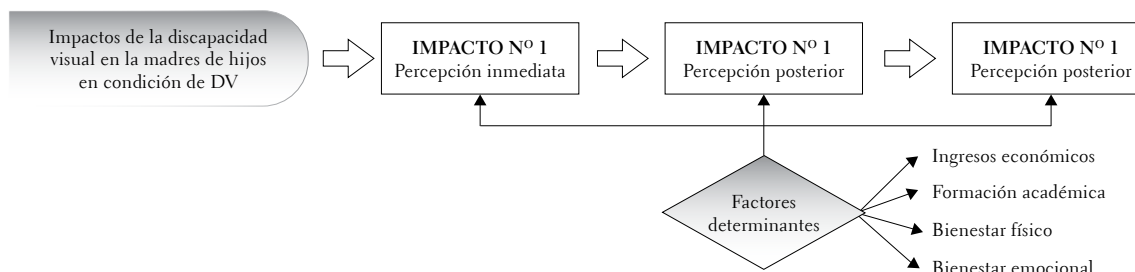 Impactos de la discapacidad
visual en la madres de hijos
en condición de DV
IMPACTO Nº 1
Percepción inmediata
IMPACTO Nº 1
Percepción posterior
IMPACTO Nº 1
Percepción posterior
Factores
determinantes
Ingresos económicos
Formación académica
Bienestar físico
Bienestar emocional